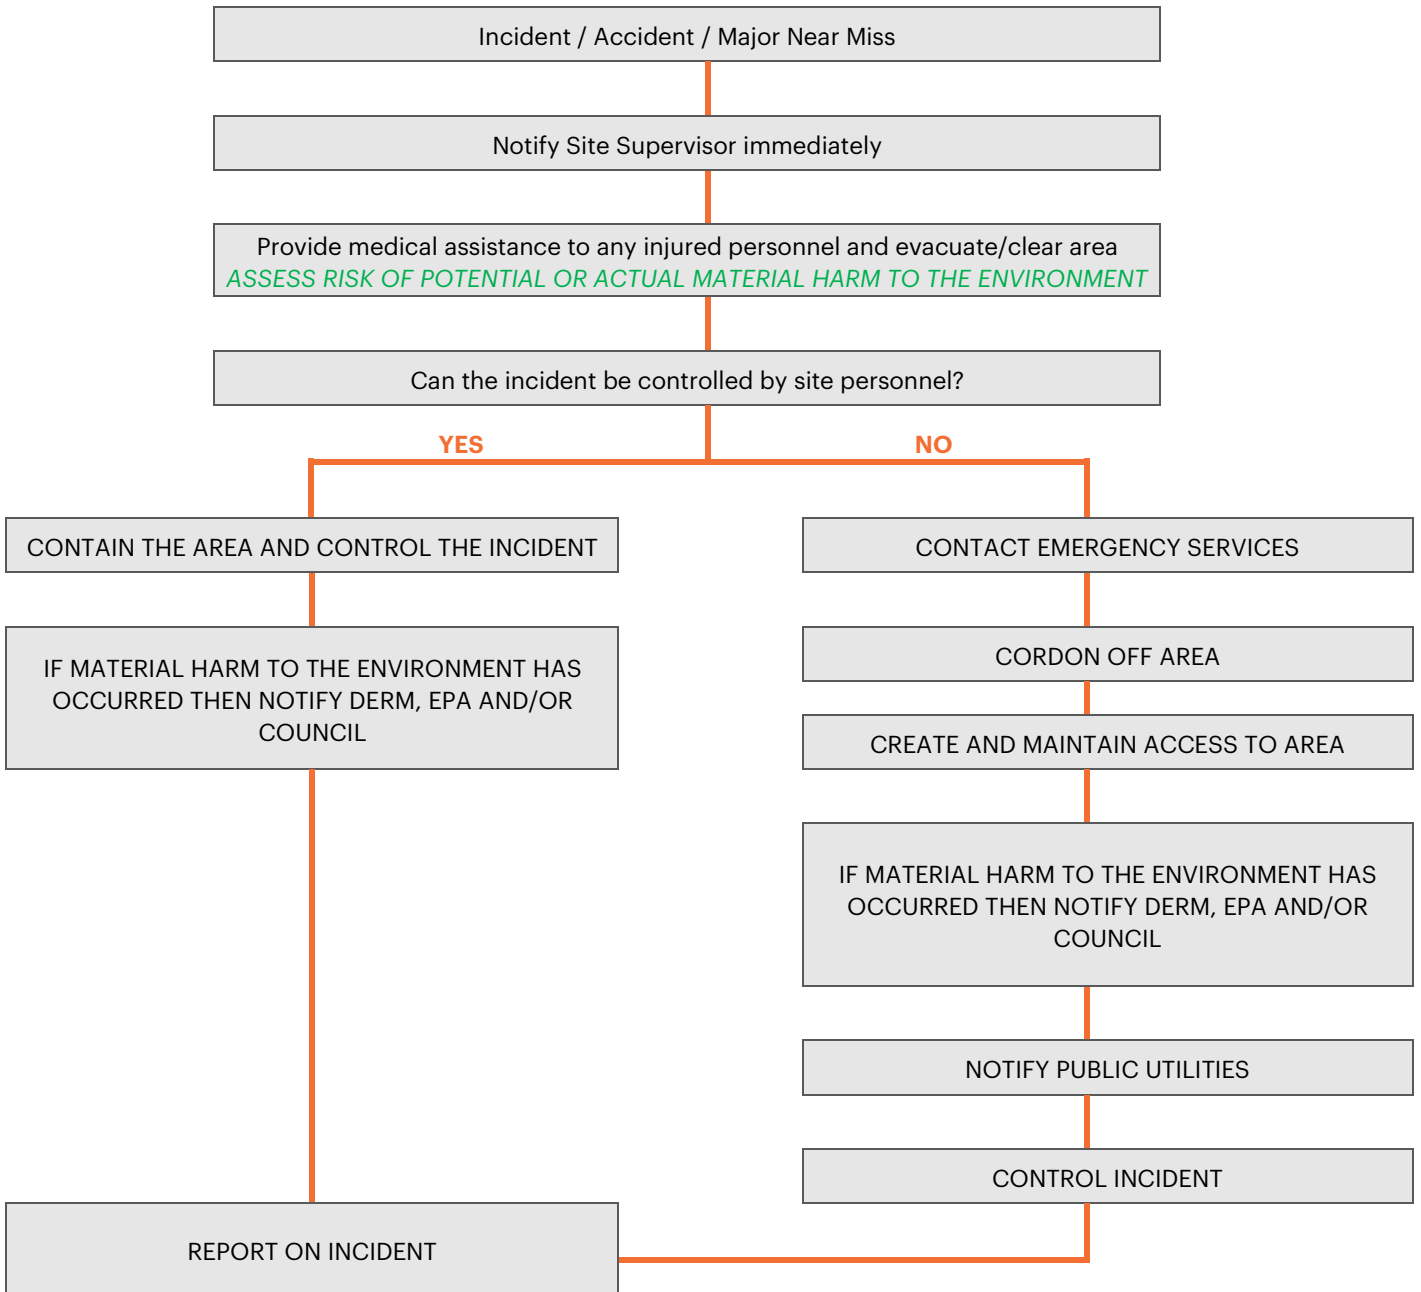 Incident / Accident / Major Near Miss
Notify Site Supervisor immediately
Provide medical assistance to any injured personnel and evacuate/clear area
ASSESS RISK OF POTENTIAL OR ACTUAL MATERIAL HARM TO THE ENVIRONMENT
Can the incident be controlled by site personnel?
YES
NO
CONTAIN THE AREA AND CONTROL THE INCIDENT
IF MATERIAL HARM TO THE ENVIRONMENT HAS
OCCURRED THEN NOTIFY DERM, EPA AND/OR
COUNCIL
CONTACT EMERGENCY SERVICES
CORDON OFF AREA
CREATE AND MAINTAIN ACCESS TO AREA
IF MATERIAL HARM TO THE ENVIRONMENT HAS
OCCURRED THEN NOTIFY DERM, EPA AND/OR
COUNCIL
NOTIFY PUBLIC UTILITIES
CONTROL INCIDENT
REPORT ON INCIDENT